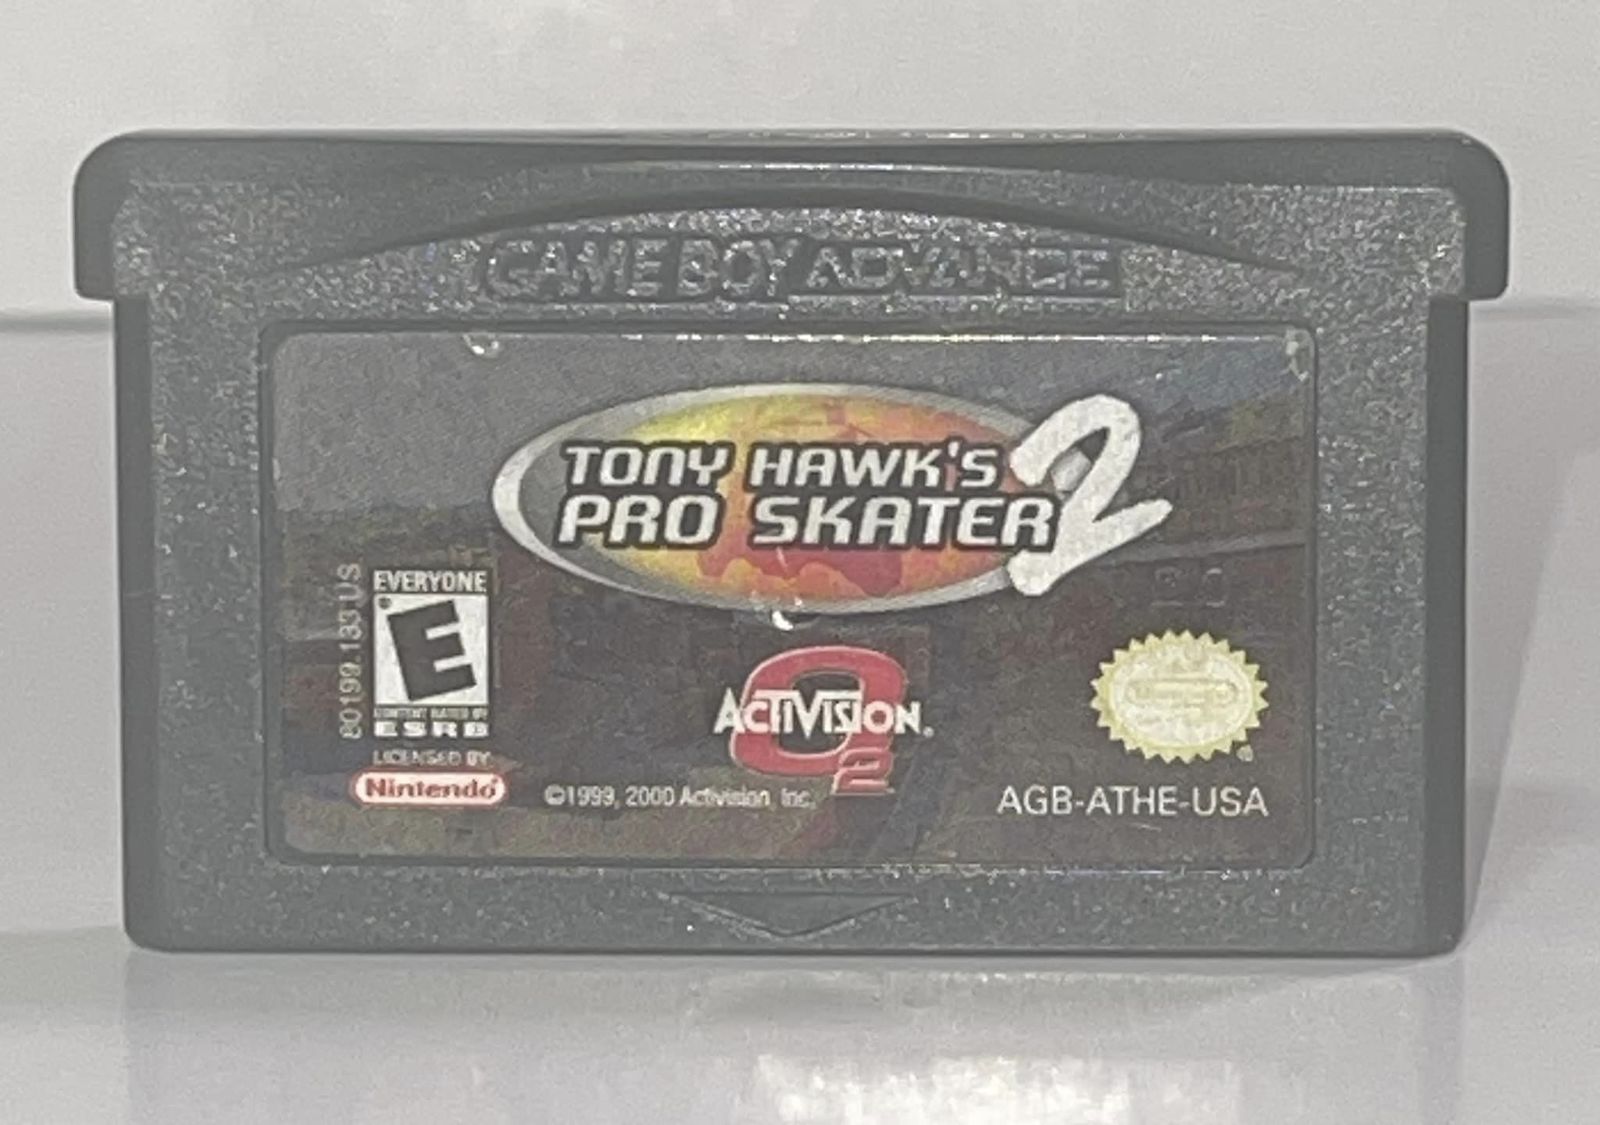 GAME BOY ADVANCE
TONY HAWK'S
PRO SKATER 2
80199.133.US
EVERYONE
E
CONTENT RATED BY
ESRB
LICENSED BY
Nintendo
ACTIVISION.
O2
©1999, 2000 Activision, Inc.
AGB-ATHE-USA